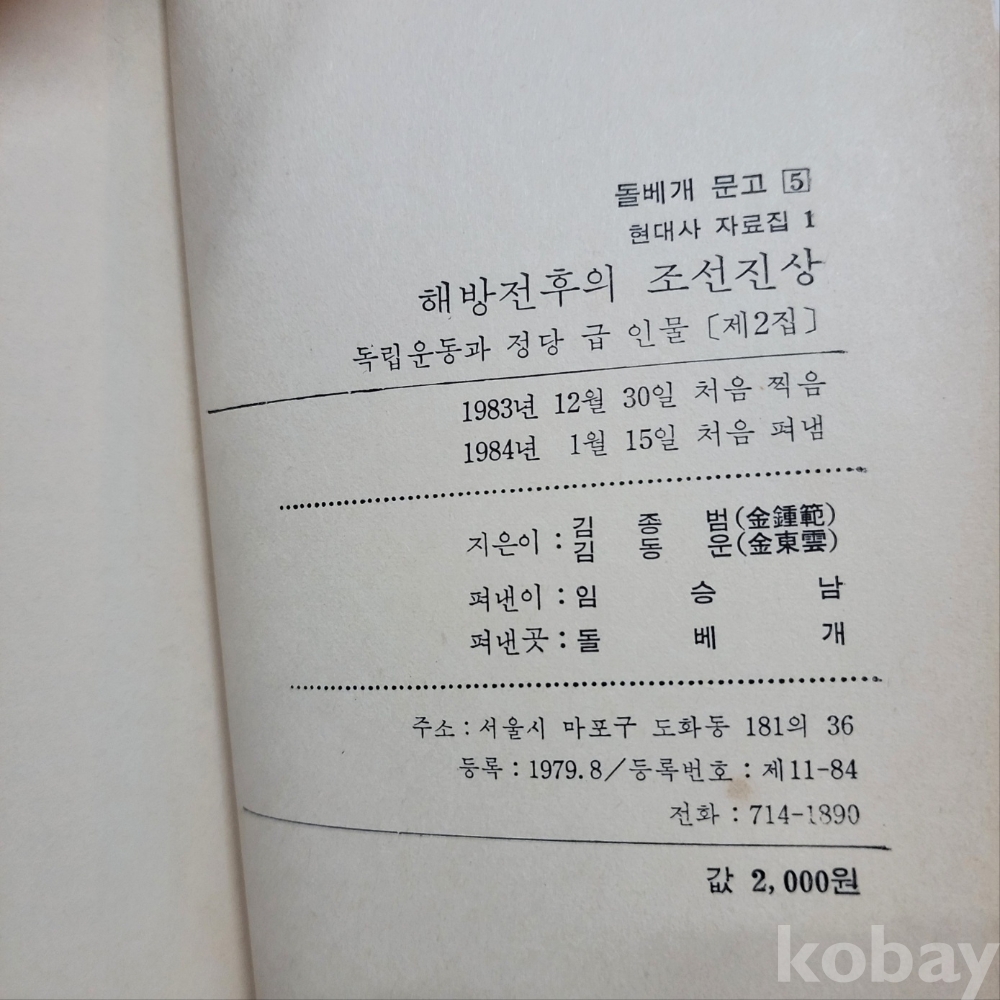 돌베개 문고 5
현대사 자료집 1
해방전후의 조선진상
독립운동과 정당 급 인물〔제2집〕
1983년 12월 30일 처음 찍음
1984년 1월 15일 처음 펴냄
지은이 : 김 종 범(金鍾範)
김 동 운(金東雲)
펴낸이 : 임 승 남
펴낸곳 : 돌 베 개
주소 : 서울시 마포구 도화동 181의 36
등록 : 1979.8/등록번호 : 제11-84
전화 : 714-1890
값 2,000원
kobay